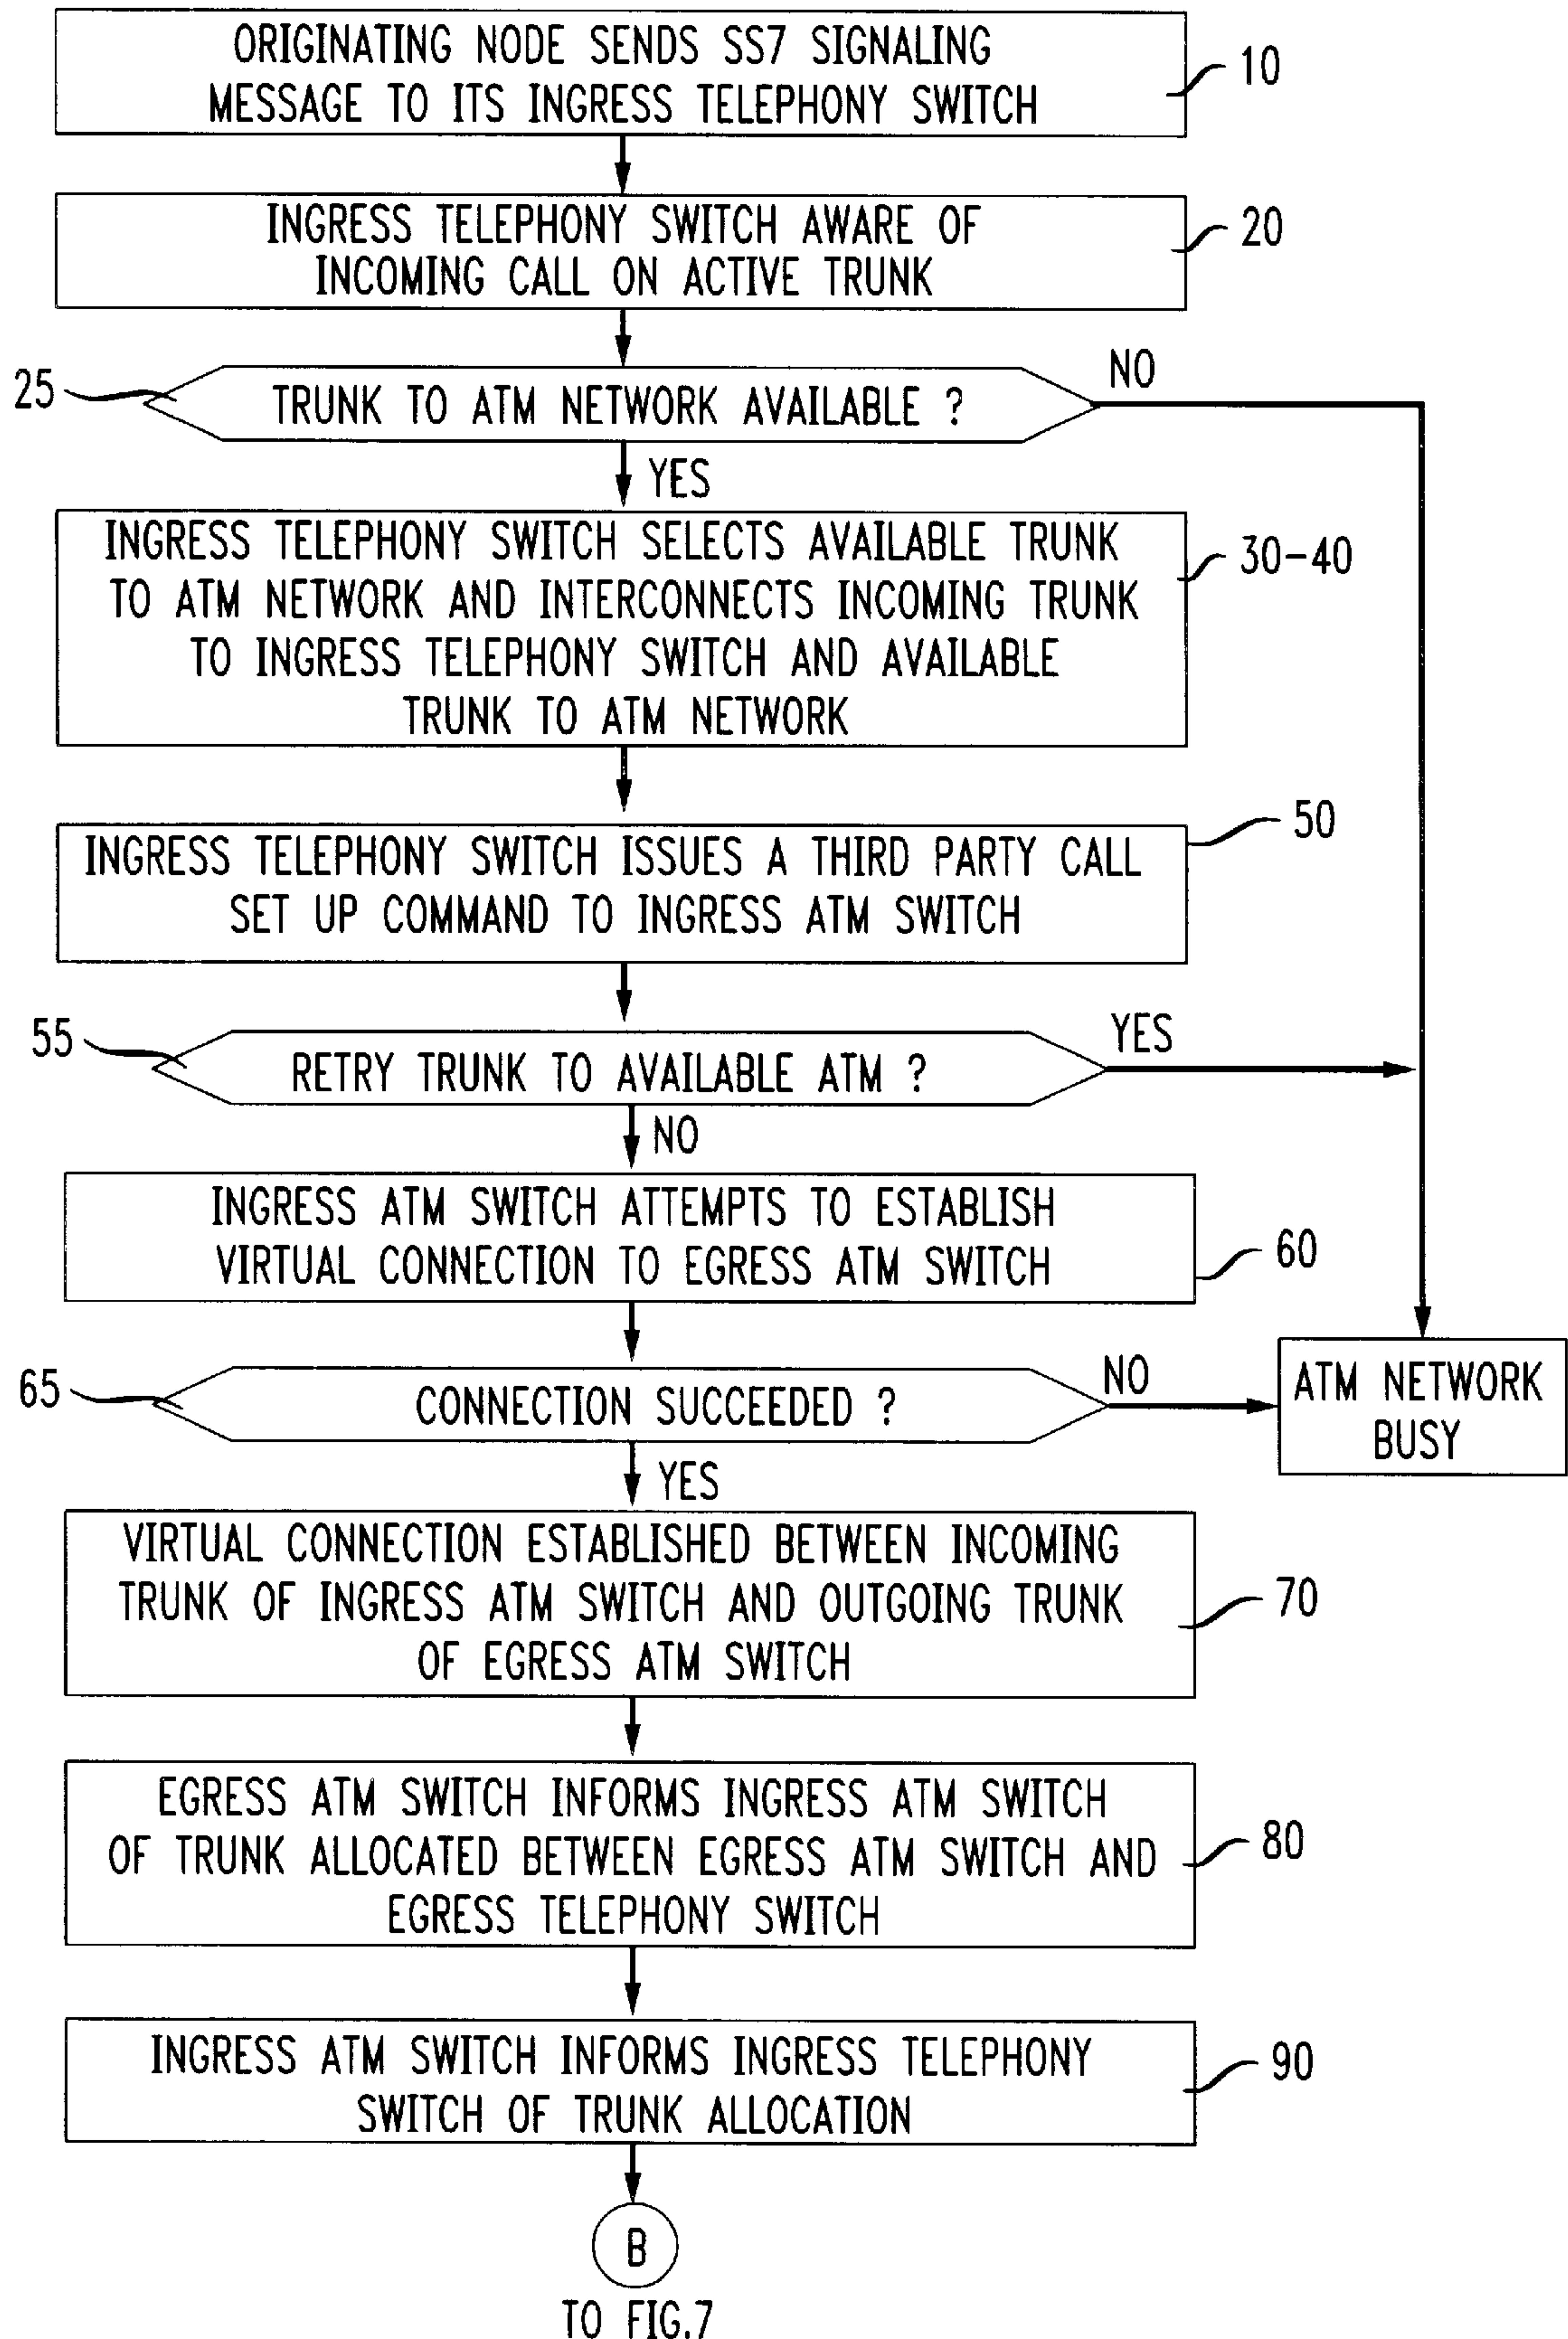 ORIGINATING NODE SENDS SS7 SIGNALING
MESSAGE TO ITS INGRESS TELEPHONY SWITCH
10
INGRESS TELEPHONY SWITCH AWARE OF
INCOMING CALL ON ACTIVE TRUNK
20
25
TRUNK TO ATM NETWORK AVAILABLE ?
NO
YES
INGRESS TELEPHONY SWITCH SELECTS AVAILABLE TRUNK
TO ATM NETWORK AND INTERCONNECTS INCOMING TRUNK
TO INGRESS TELEPHONY SWITCH AND AVAILABLE
TRUNK TO ATM NETWORK
30-40
INGRESS TELEPHONY SWITCH ISSUES A THIRD PARTY CALL
SET UP COMMAND TO INGRESS ATM SWITCH
50
55
RETRY TRUNK TO AVAILABLE ATM ?
YES
NO
INGRESS ATM SWITCH ATTEMPTS TO ESTABLISH
VIRTUAL CONNECTION TO EGRESS ATM SWITCH
60
65
CONNECTION SUCCEEDED ?
NO
ATM NETWORK
BUSY
YES
VIRTUAL CONNECTION ESTABLISHED BETWEEN INCOMING
TRUNK OF INGRESS ATM SWITCH AND OUTGOING TRUNK
OF EGRESS ATM SWITCH
70
EGRESS ATM SWITCH INFORMS INGRESS ATM SWITCH
OF TRUNK ALLOCATED BETWEEN EGRESS ATM SWITCH AND
EGRESS TELEPHONY SWITCH
80
INGRESS ATM SWITCH INFORMS INGRESS TELEPHONY
SWITCH OF TRUNK ALLOCATION
90
B
TO FIG.7